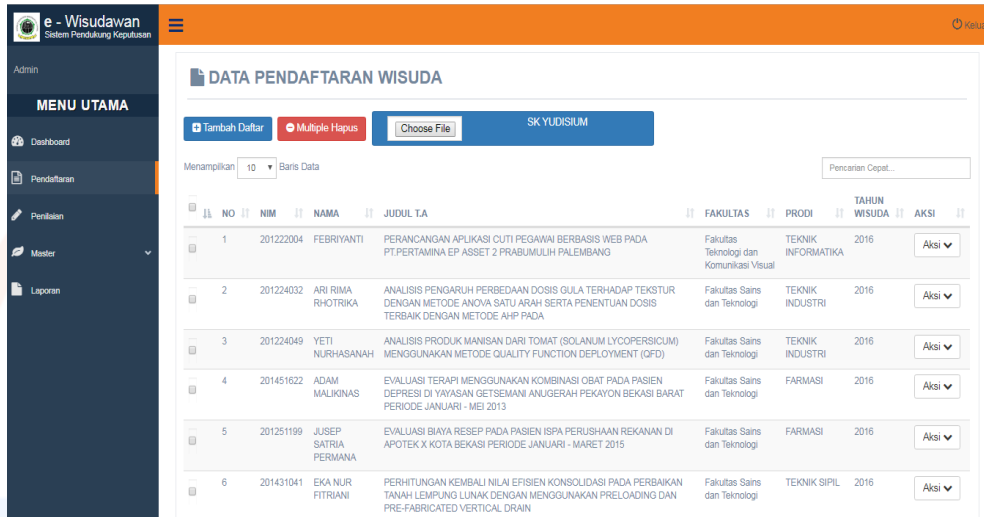 e - Wisudawan
Sistem Pendukung Keputusan
Kelua
Admin
MENU UTAMA
Dashboard
Pendaftaran
Penilaian
Master
Laporan
DATA PENDAFTARAN WISUDA
Tambah Daftar Multiple Hapus Choose File SK YUDISIUM
Menampilkan 10 Baris Data Pencarian Cepat...
NO NIM NAMA JUDUL T.A FAKULTAS PRODI TAHUN WISUDA AKSI
1 201222004 FEBRIYANTI PERANCANGAN APLIKASI CUTI PEGAWAI BERBASIS WEB PADA Fakultas TEKNIK 2016 Aksi
PT.PERTAMINA EP ASSET 2 PRABUMULIH PALEMBANG Teknologi dan INFORMATIKA
Komunikasi Visual
2 201224032 ARI RIMA ANALISIS PENGARUH PERBEDAAN DOSIS GULA TERHADAP TEKSTUR Fakultas Sains TEKNIK 2016 Aksi
RHOTRIKA DENGAN METODE ANOVA SATU ARAH SERTA PENENTUAN DOSIS dan Teknologi INDUSTRI
TERBAIK DENGAN METODE AHP PADA
3 201224049 YETI ANALISIS PRODUK MANISAN DARI TOMAT (SOLANUM LYCOPERSICUM) Fakultas Sains TEKNIK 2016 Aksi
NURHASANAH MENGGUNAKAN METODE QUALITY FUNCTION DEPLOYMENT (QFD) dan Teknologi INDUSTRI
4 201451622 ADAM EVALUASI TERAPI MENGGUNAKAN KOMBINASI OBAT PADA PASIEN Fakultas Sains FARMASI 2016 Aksi
MALIKINAS DEPRESI DI YAYASAN GETSEMANI ANUGERAH PEKAYON BEKASI BARAT dan Teknologi
PERIODE JANUARI - MEI 2013
5 201251199 JUSEP EVALUASI BIAYA RESEP PADA PASIEN ISPA PERUSHAAN REKANAN DI Fakultas Sains FARMASI 2016 Aksi
SATRIA APOTEK X KOTA BEKASI PERIODE JANUARI - MARET 2015 dan Teknologi
PERMANA
6 201431041 EKA NUR PERHITUNGAN KEMBALI NILAI EFISIEN KONSOLIDASI PADA PERBAIKAN Fakultas Sains TEKNIK SIPIL 2016 Aksi
FITRIANI TANAH LEMPUNG LUNAK DENGAN MENGGUNAKAN PRELOADING DAN dan Teknologi
PRE-FABRICATED VERTICAL DRAIN